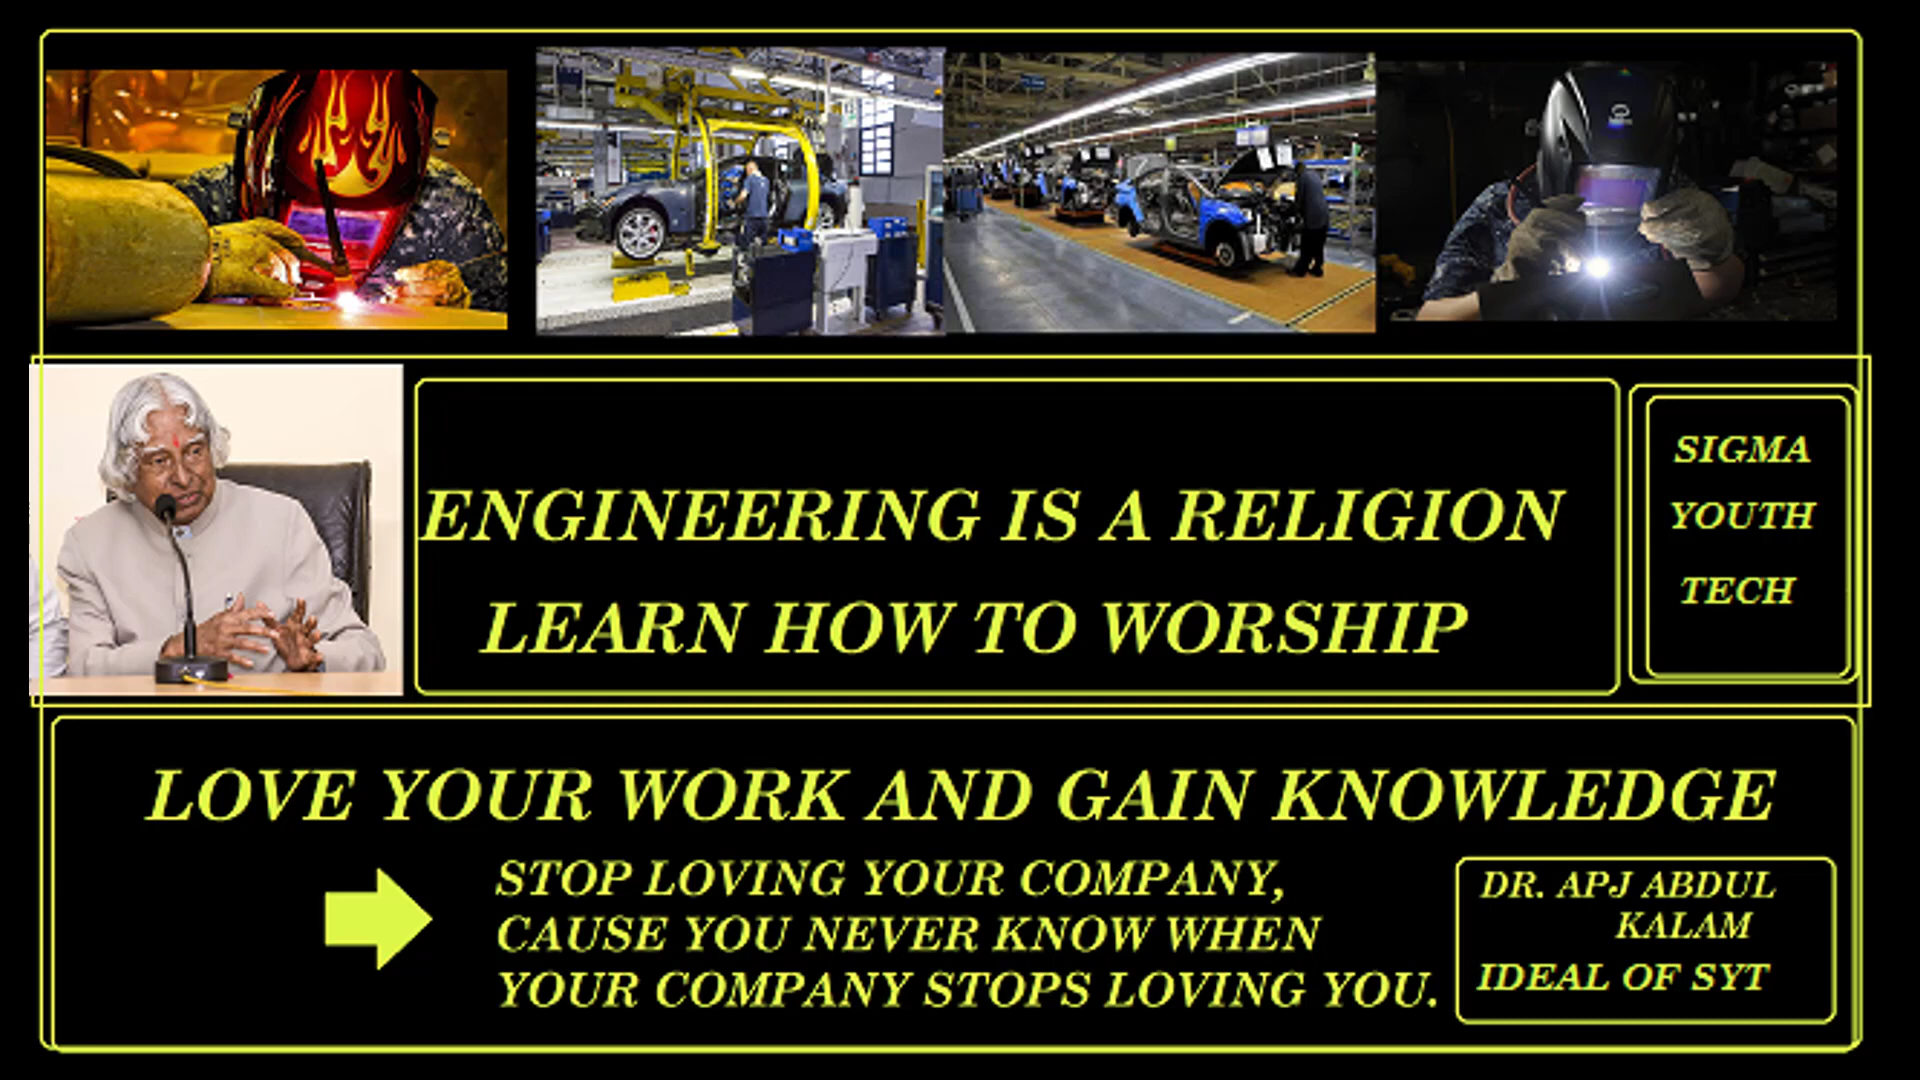 ENGINEERING IS A RELIGION
LEARN HOW TO WORSHIP
SIGMA
YOUTH
TECH
LOVE YOUR WORK AND GAIN KNOWLEDGE
STOP LOVING YOUR COMPANY,
CAUSE YOU NEVER KNOW WHEN
YOUR COMPANY STOPS LOVING YOU.
DR. APJ ABDUL
KALAM
IDEAL OF SYT